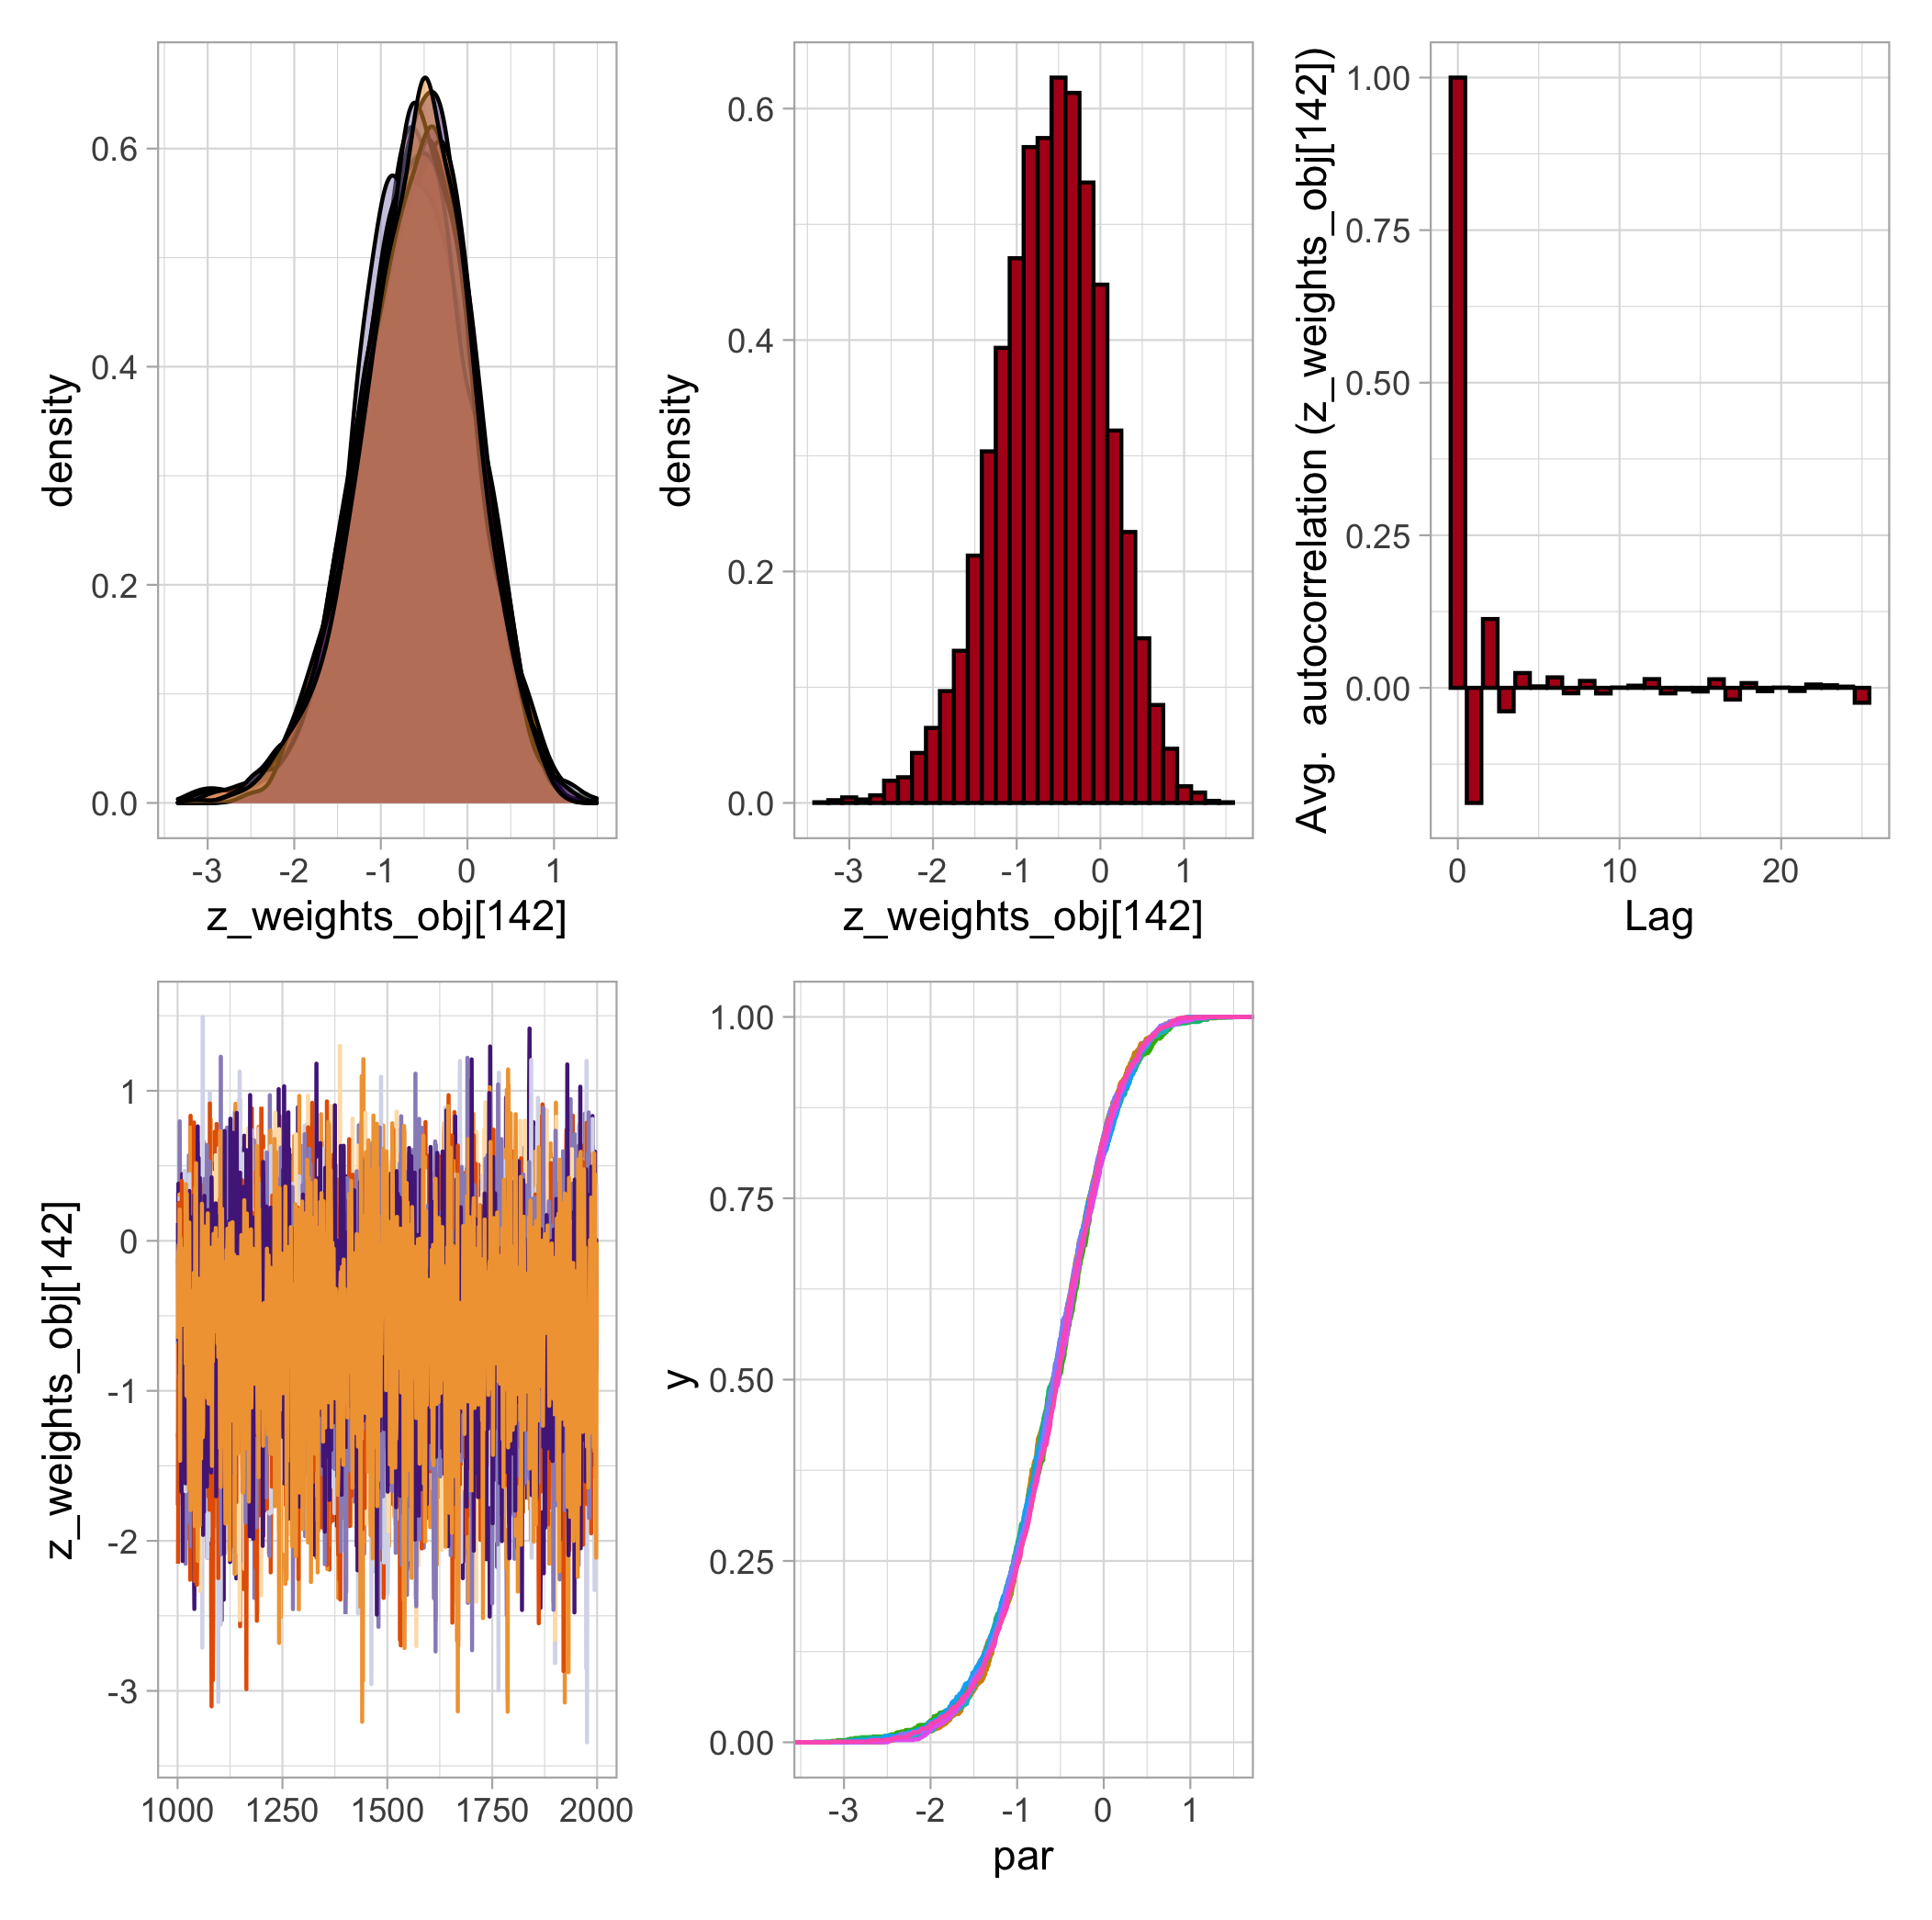 density
0.6
0.4
0.2
0.0
-3 -2 -1 0 1
z_weights_obj[142]
density
0.6
0.4
0.2
0.0
-3 -2 -1 0 1
z_weights_obj[142]
Avg. autocorrelation (z_weights_obj[142])
1.00
0.75
0.50
0.25
0.00
0 10 20
Lag
z_weights_obj[142]
1
0
-1
-2
-3
1000 1250 1500 1750 2000
y
1.00
0.75
0.50
0.25
0.00
-3 -2 -1 0 1
par